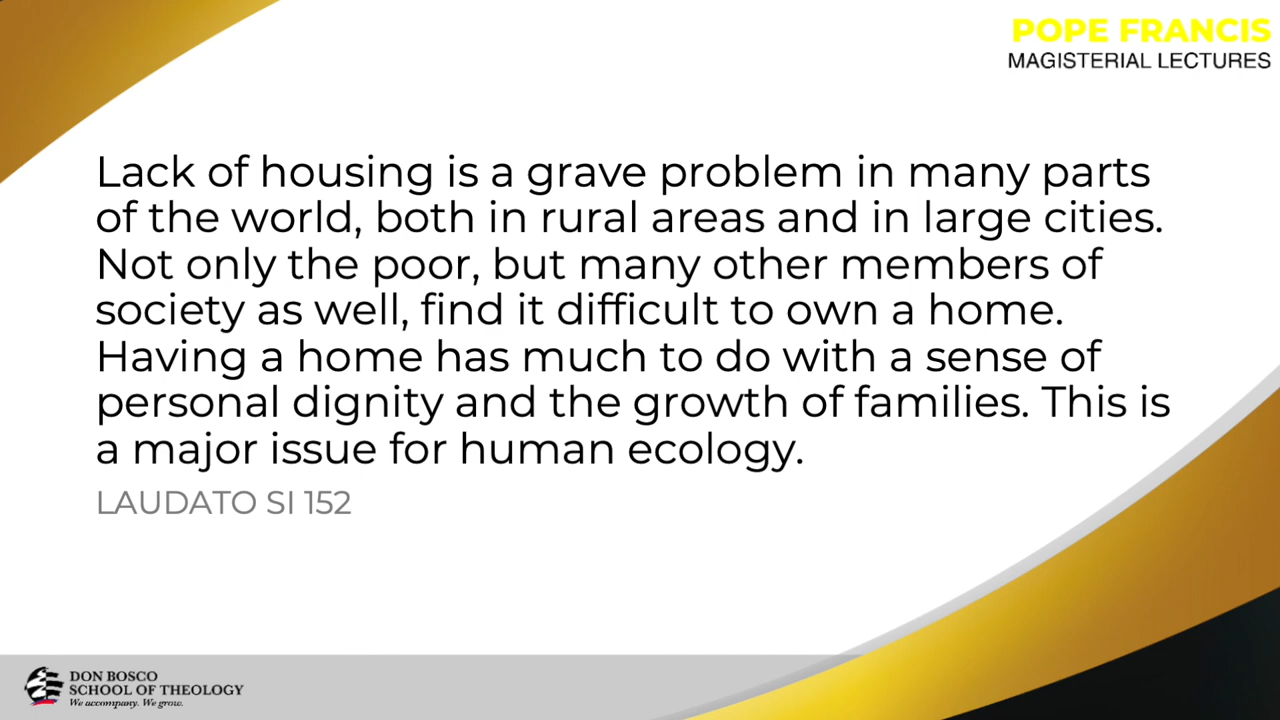 POPE FRANCIS
MAGISTERIAL LECTURES
Lack of housing is a grave problem in many parts
of the world, both in rural areas and in large cities.
Not only the poor, but many other members of
society as well, find it difficult to own a home.
Having a home has much to do with a sense of
personal dignity and the growth of families. This is
a major issue for human ecology.
LAUDATO SI 152
DON BOSCO
SCHOOL OF THEOLOGY
We accompany. We grow.